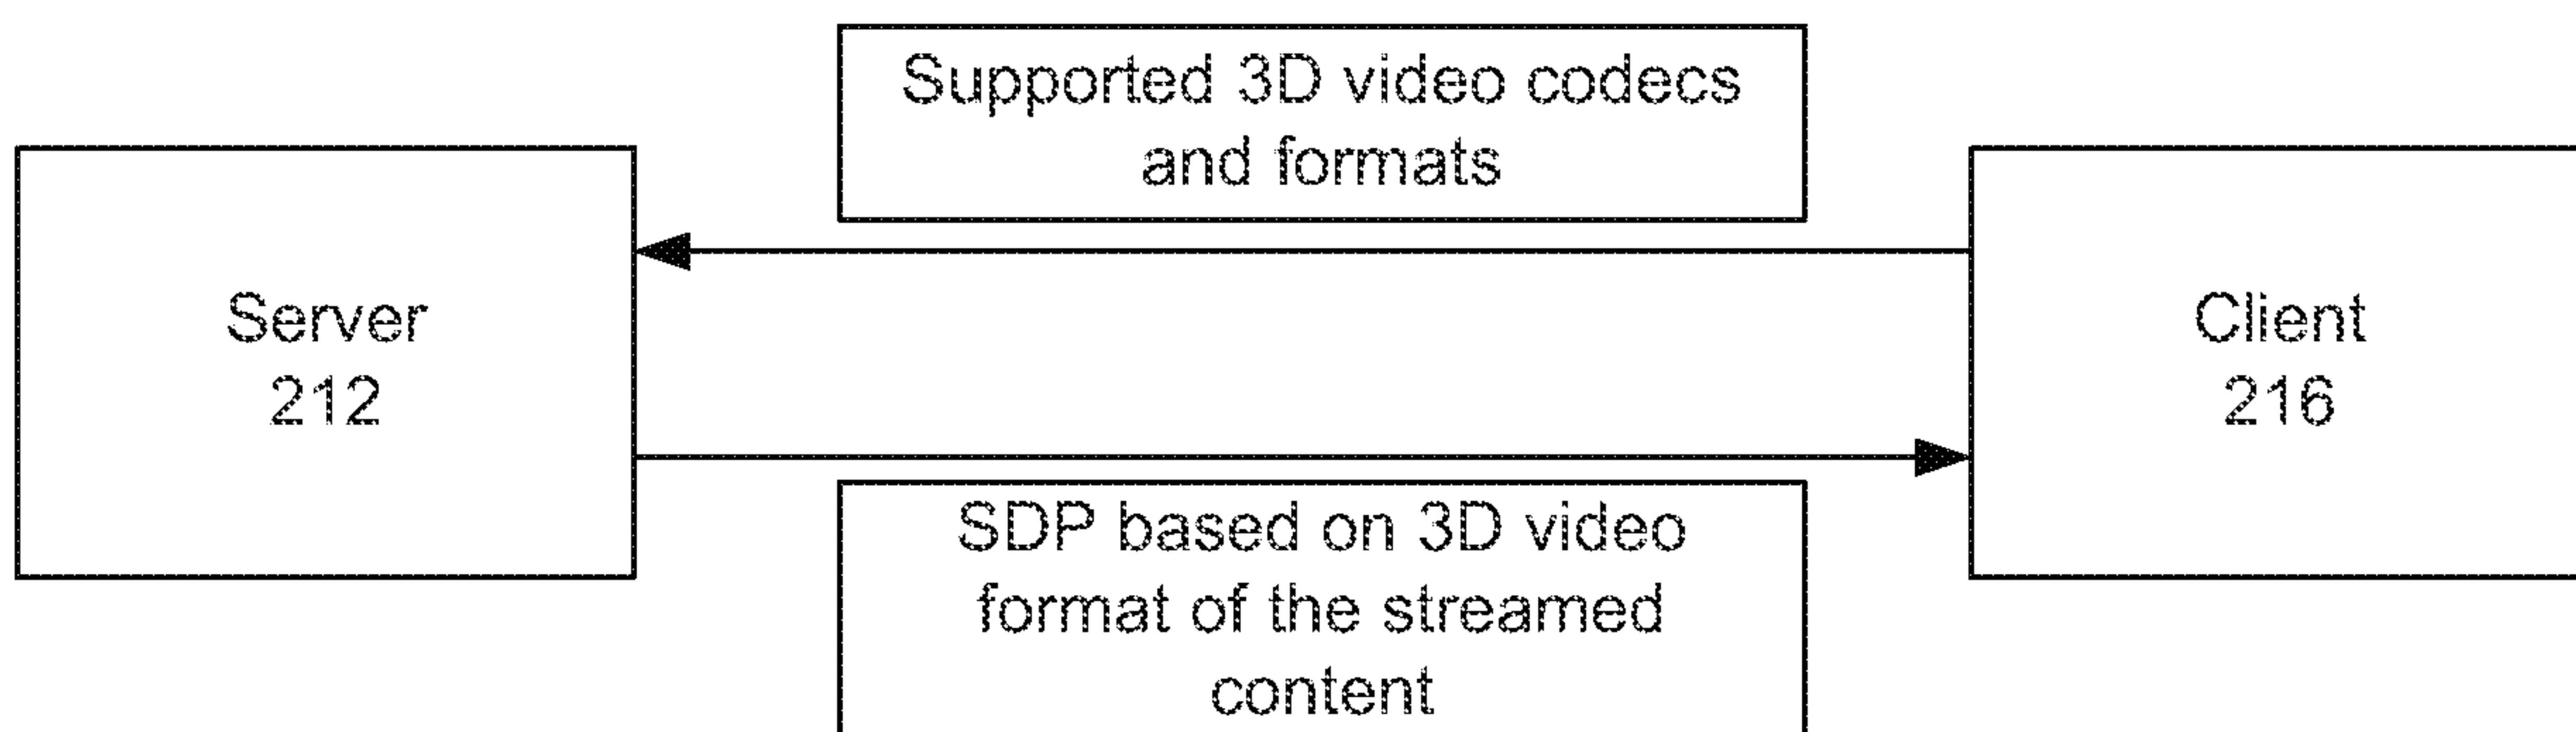 Supported 3D video codecs
and formats
Server
212
Client
216
SDP based on 3D video
format of the streamed
content